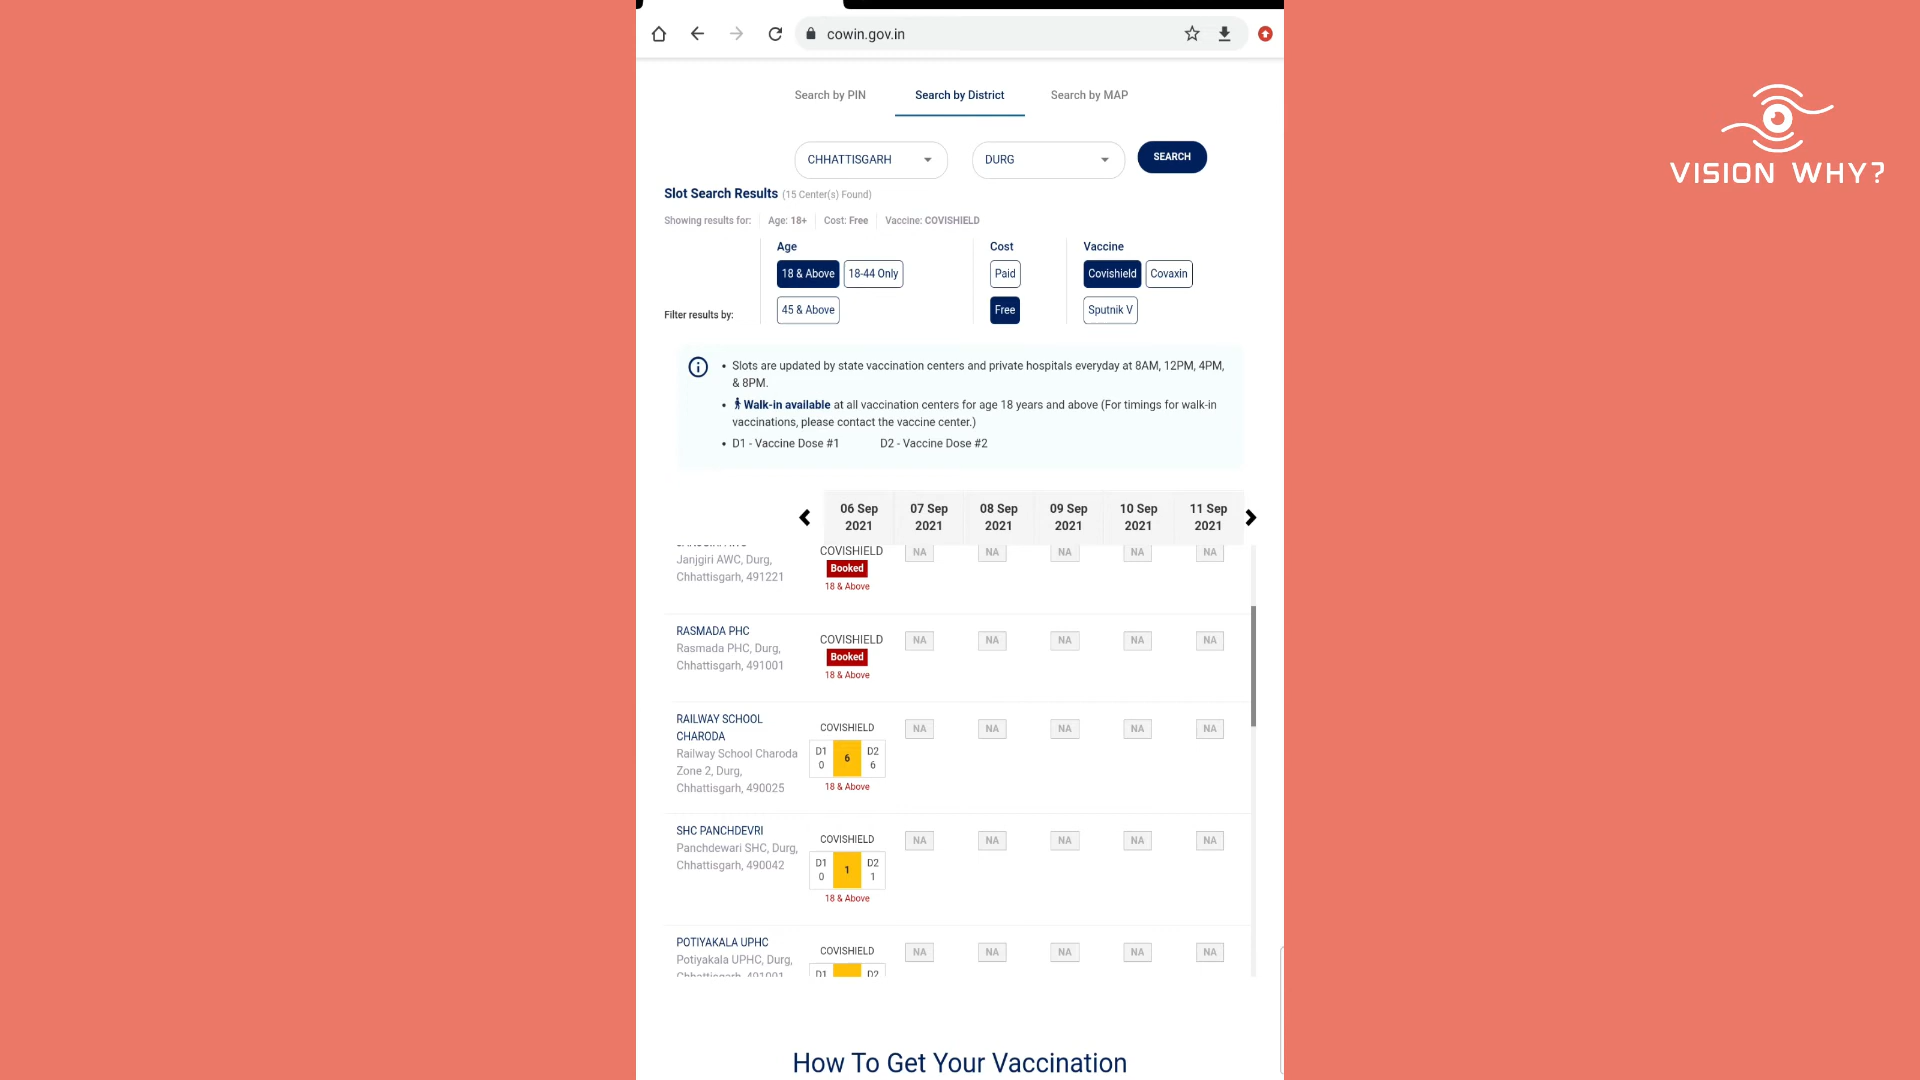 cowin.gov.in
Search by PIN
Search by District
Search by MAP
VISION WHY?
CHHATTISGARH
DURG
SEARCH
Slot Search Results (15 Center(s) Found)
Showing results for: Age: 18+ Cost: Free Vaccine: COVISHIELD
Age
Cost
Vaccine
18 & Above
18-44 Only
Paid
Covishield
Covaxin
Filter results by:
45 & Above
Free
Sputnik V
• Slots are updated by state vaccination centers and private hospitals everyday at 8AM, 12PM, 4PM,
& 8PM.
• Walk-in available at all vaccination centers for age 18 years and above (For timings for walk-in
vaccinations, please contact the vaccine center.)
• D1 - Vaccine Dose #1 D2 - Vaccine Dose #2
06 Sep 07 Sep 08 Sep 09 Sep 10 Sep 11 Sep
2021 2021 2021 2021 2021 2021
COVISHIELD NA NA NA NA NA
Janjgiri AWC, Durg,
Booked
Chhattisgarh, 491221
18 & Above
RASMADA PHC
COVISHIELD NA NA NA NA NA
Rasmada PHC, Durg,
Booked
Chhattisgarh, 491001
18 & Above
RAILWAY SCHOOL
COVISHIELD NA NA NA NA NA
CHARODA
Railway School Charoda
D1 6 D2
0 6
Zone 2, Durg,
Chhattisgarh, 490025
18 & Above
SHC PANCHDEVRI
COVISHIELD NA NA NA NA NA
Panchdewari SHC, Durg,
D1 1 D2
Chhattisgarh, 490042
0 1
18 & Above
POTIYAKALA UPHC
COVISHIELD NA NA NA NA NA
Potiyakala UPHC, Durg,
Chhattisgarh, 491001
D1 D2
How To Get Your Vaccination